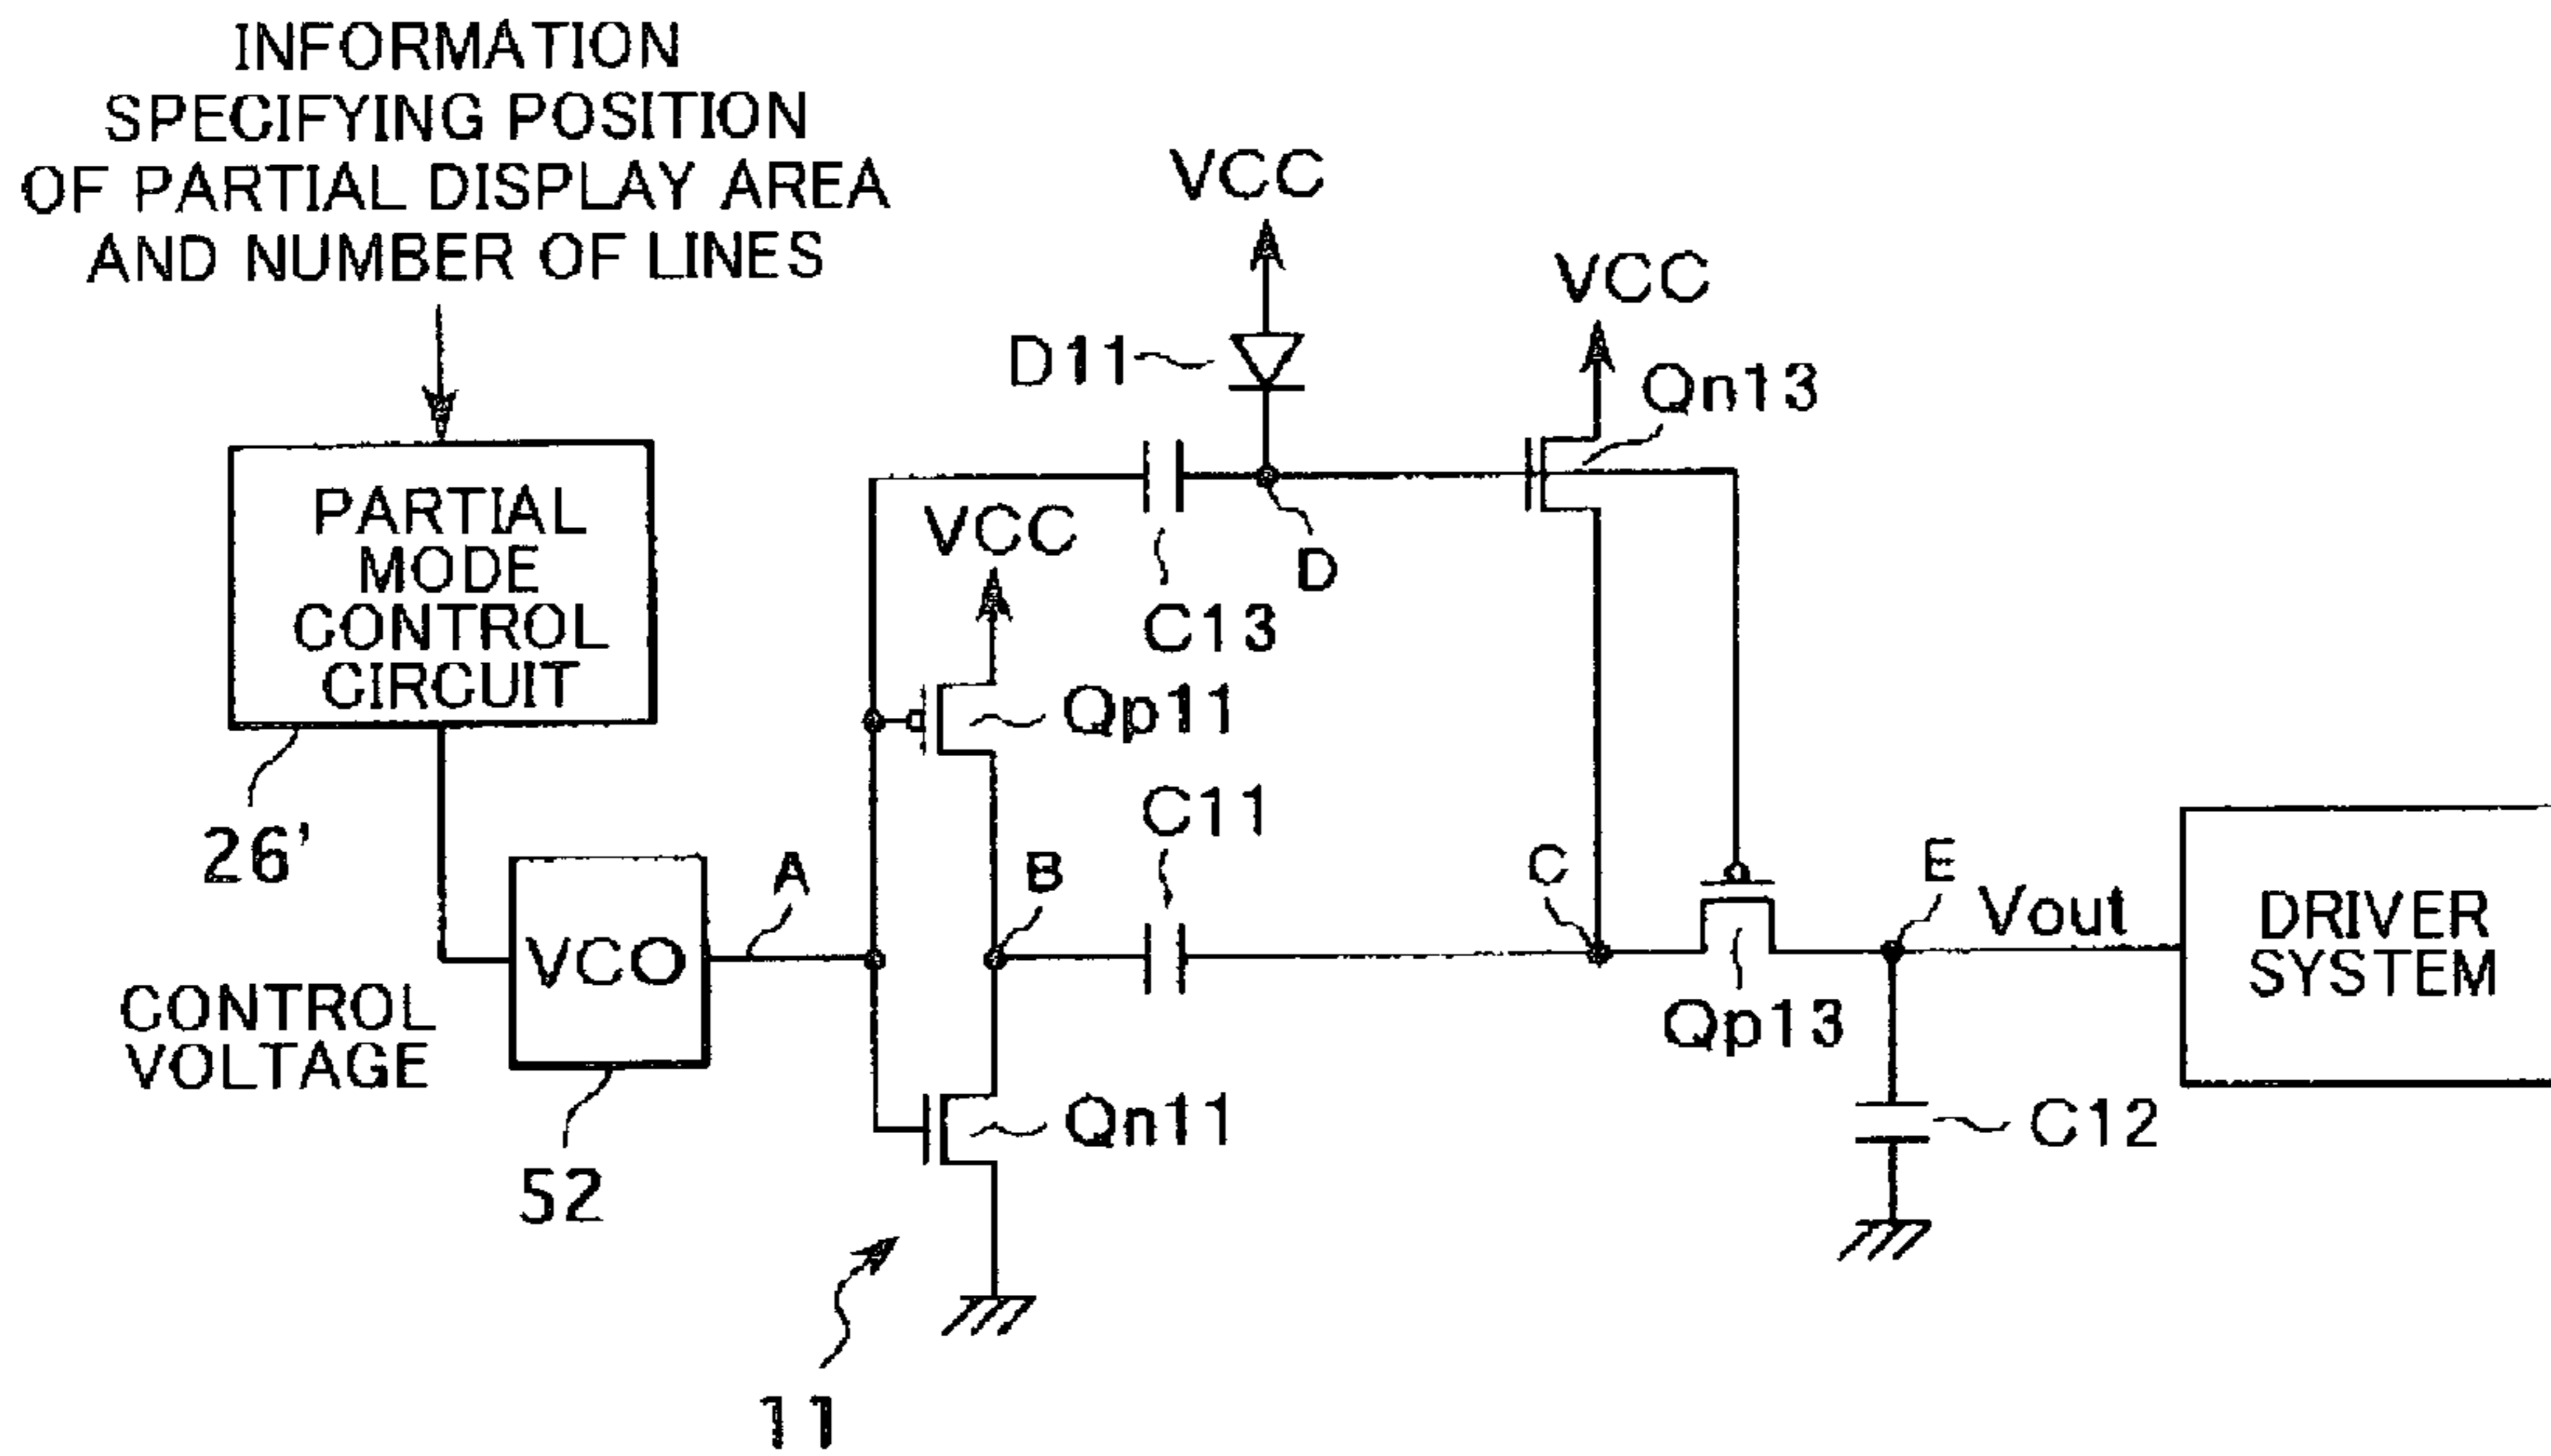 INFORMATION
SPECIFYING POSITION
OF PARTIAL DISPLAY AREA
AND NUMBER OF LINES
VCC
VCC
D11
Qn13
PARTIAL
MODE
CONTROL
CIRCUIT
VCC
D
C13
Qp11
C11
26'
A
B
C
E
Vout
DRIVER
SYSTEM
VCO
CONTROL
VOLTAGE
Qp13
Qn11
C12
52
11